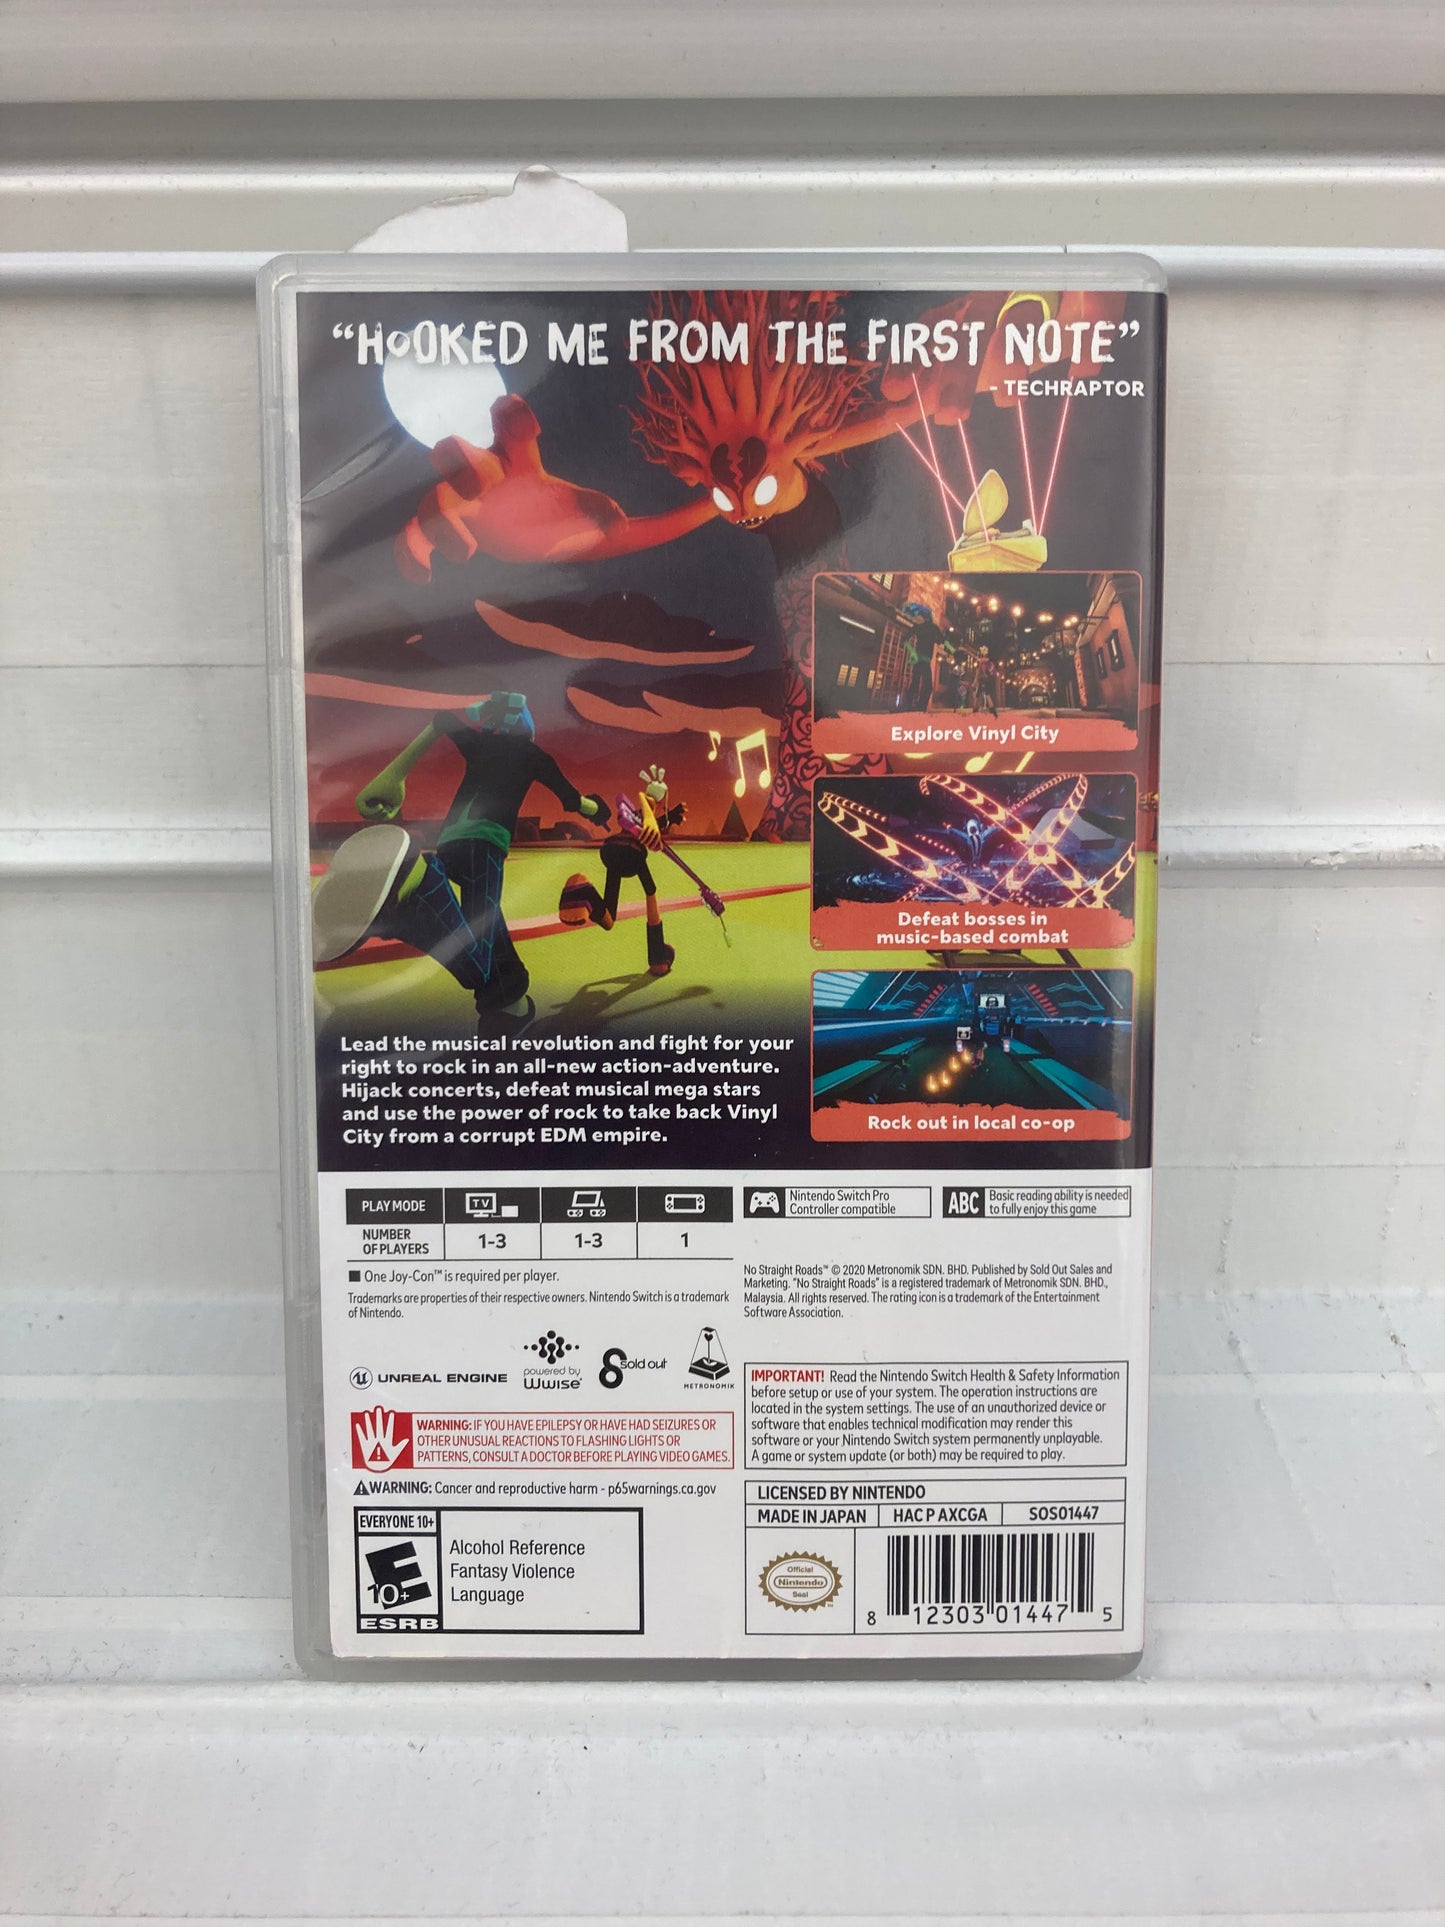 “HOOKED ME FROM THE FIRST NOTE”
- TECHRAPTOR
Explore Vinyl City
Defeat bosses in
music-based combat
Rock out in local co-op
Lead the musical revolution and fight for your
right to rock in an all-new action-adventure.
Hijack concerts, defeat musical mega stars
and use the power of rock to take back Vinyl
City from a corrupt EDM empire.
PLAY MODE TV
NUMBER
OF PLAYERS 1-3 1-3 1
Nintendo Switch Pro
Controller compatible
ABC Basic reading ability is needed
to fully enjoy this game
■ One Joy-Con™ is required per player.
Trademarks are properties of their respective owners. Nintendo Switch is a trademark
of Nintendo.
No Straight Roads™ © 2020 Metronomik SDN. BHD. Published by Sold Out Sales and
Marketing. "No Straight Roads" is a registered trademark of Metronomik SDN. BHD.,
Malaysia. All rights reserved. The rating icon is a trademark of the Entertainment
Software Association.
UNREAL ENGINE
powered by
Wwise
sold out
METRONOMIK
WARNING: IF YOU HAVE EPILEPSY OR HAVE HAD SEIZURES OR
OTHER UNUSUAL REACTIONS TO FLASHING LIGHTS OR
PATTERNS, CONSULT A DOCTOR BEFORE PLAYING VIDEO GAMES.
WARNING: Cancer and reproductive harm - p65warnings.ca.gov
IMPORTANT! Read the Nintendo Switch Health & Safety Information
before setup or use of your system. The operation instructions are
located in the system settings. The use of an unauthorized device or
software that enables technical modification may render this
software or your Nintendo Switch system permanently unplayable.
A game or system update (or both) may be required to play.
EVERYONE 10+
E
10+
ESRB
Alcohol Reference
Fantasy Violence
Language
LICENSED BY NINTENDO
MADE IN JAPAN HAC P AXCGA SOS01447
Official
Nintendo
Seal
8 12303 01447 5